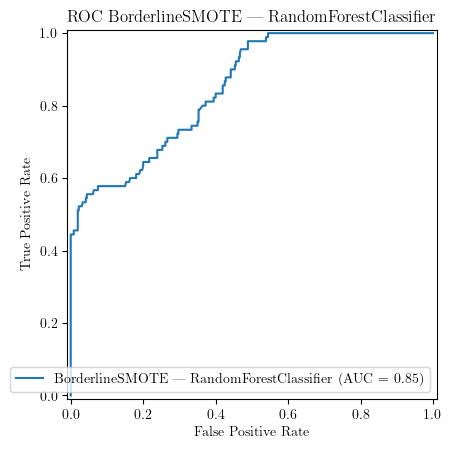 ROC BorderlineSMOTE — RandomForestClassifier
1.0
0.8
0.6
0.4
0.2
0.0
True Positive Rate
BorderlineSMOTE — RandomForestClassifier (AUC = 0.85)
0.0 0.2 0.4 0.6 0.8 1.0
False Positive Rate